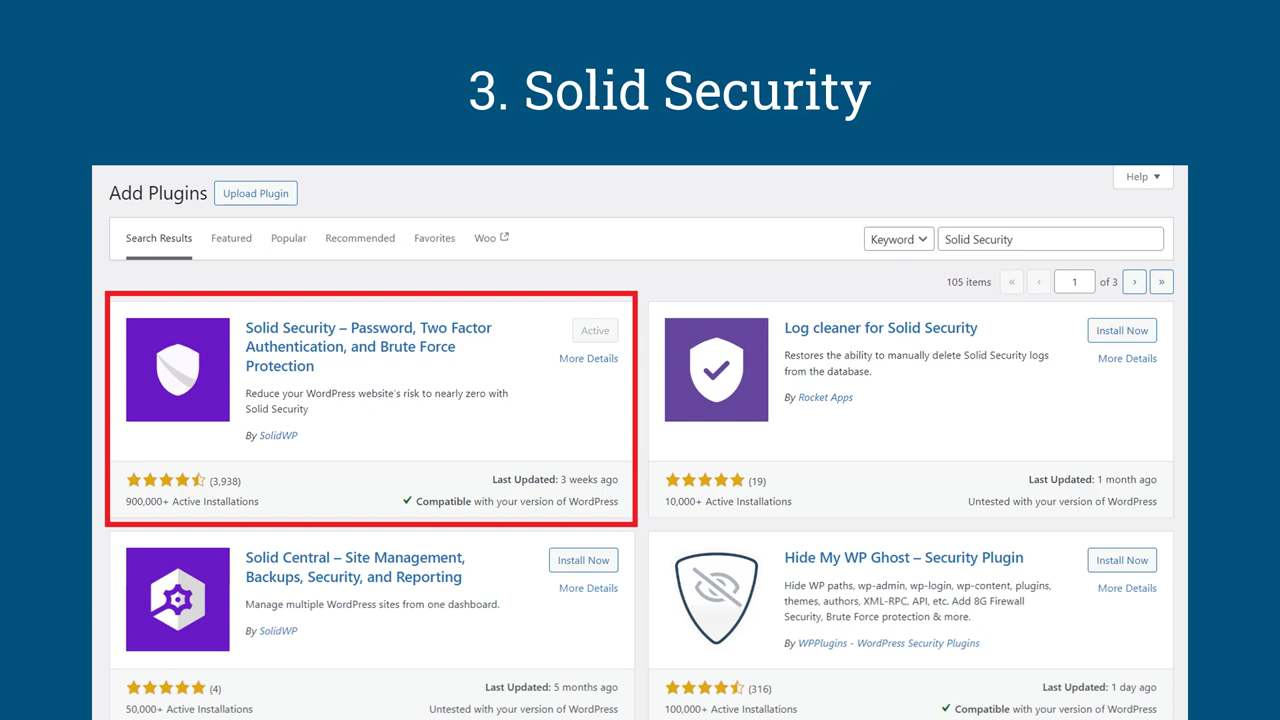 3. Solid Security
Help ▼
Add Plugins Upload Plugin
Search Results Featured Popular Recommended Favorites Woo Keyword Solid Security
105 items « ‹ 1 of 3 › »
Solid Security – Password, Two Factor
Authentication, and Brute Force
Protection
Active
More Details
Reduce your WordPress website's risk to nearly zero with
Solid Security
By SolidWP
(3,938)
Last Updated: 3 weeks ago
900,000+ Active Installations
✓ Compatible with your version of WordPress
Log cleaner for Solid Security
Install Now
More Details
Restores the ability to manually delete Solid Security logs
from the database.
By Rocket Apps
(19)
Last Updated: 1 month ago
10,000+ Active Installations
Untested with your version of WordPress
Solid Central – Site Management,
Backups, Security, and Reporting
Install Now
More Details
Manage multiple WordPress sites from one dashboard.
By SolidWP
(4)
Last Updated: 5 months ago
50,000+ Active Installations
Untested with your version of WordPress
Hide My WP Ghost – Security Plugin
Install Now
More Details
Hide WP paths, wp-admin, wp-login, wp-content, plugins,
themes, authors, XML-RPC, API, etc. Add 8G Firewall
Security, Brute Force protection & more.
By WPPlugins - WordPress Security Plugins
(316)
Last Updated: 1 day ago
100,000+ Active Installations
✓ Compatible with your version of WordPress